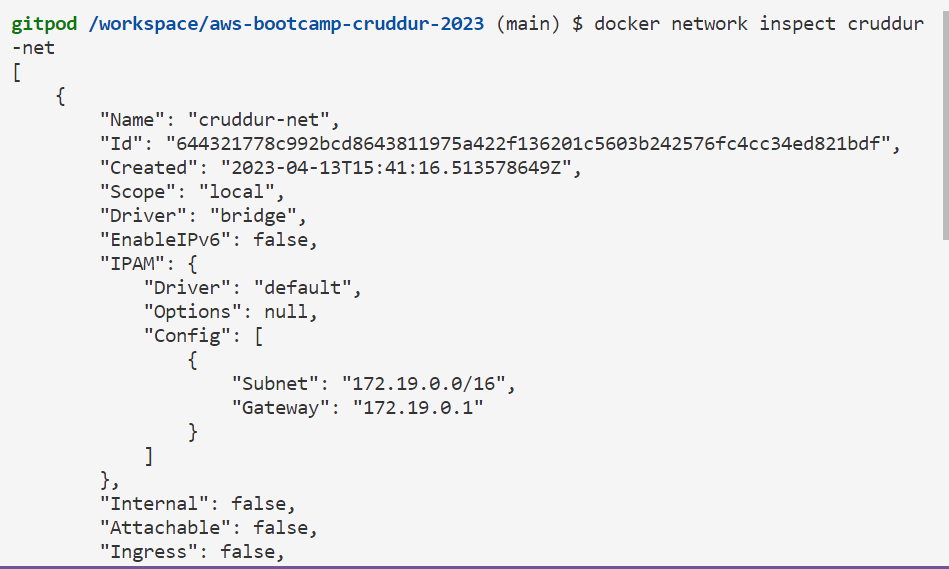 gitpod /workspace/aws-bootcamp-cruddur-2023 (main) $ docker network inspect cruddur
-net
[
    {
        "Name": "cruddur-net",
        "Id": "644321778c992bcd8643811975a422f136201c5603b242576fc4cc34ed821bdf",
        "Created": "2023-04-13T15:41:16.513578649Z",
        "Scope": "local",
        "Driver": "bridge",
        "EnableIPv6": false,
        "IPAM": {
            "Driver": "default",
            "Options": null,
            "Config": [
                {
                    "Subnet": "172.19.0.0/16",
                    "Gateway": "172.19.0.1"
                }
            ]
        },
        "Internal": false,
        "Attachable": false,
        "Ingress": false,